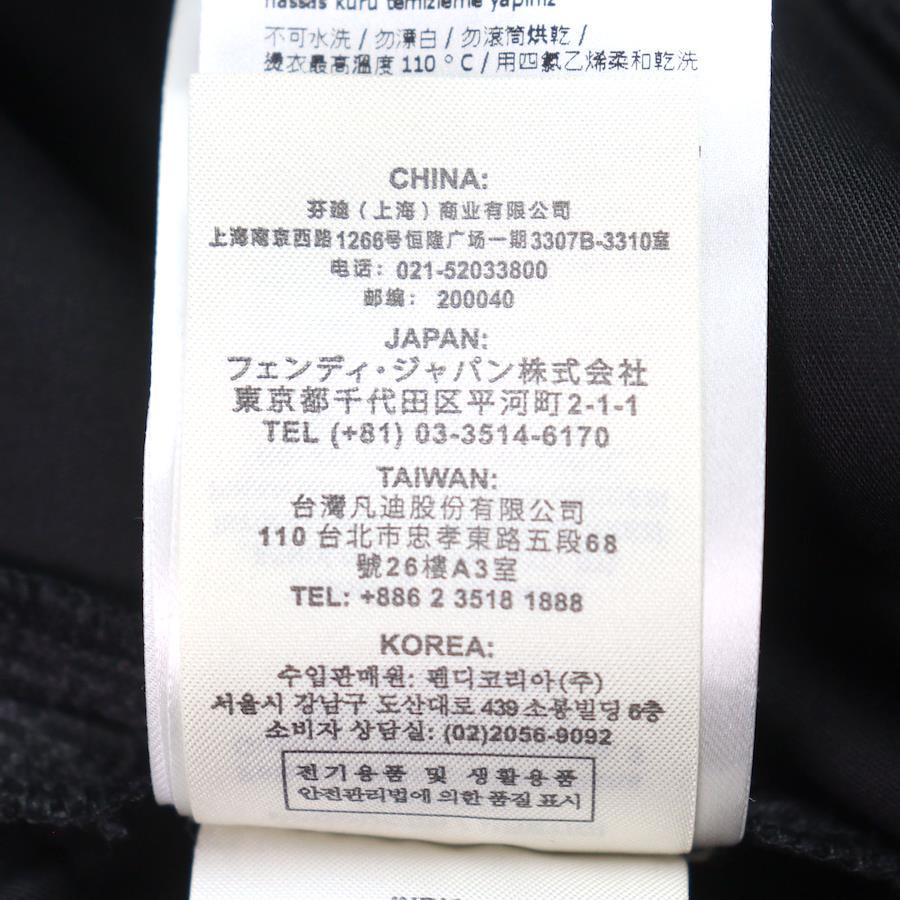 hassas kuru temizleme yapınız
不可水洗 / 勿漂白 / 勿滾筒烘乾 /
燙衣最高溫度 110 ° C / 用四氯乙烯柔和乾洗
CHINA:
芬廸（上海）商业有限公司
上海南京西路1266号恒隆广场一期3307B-3310室
电话: 021-52033800
邮编: 200040
JAPAN:
フェンディ・ジャパン株式会社
東京都千代田区平河町2-1-1
TEL (+81) 03-3514-6170
TAIWAN:
台灣凡迪股份有限公司
110 台北市忠孝東路五段68
號26樓A3室
TEL: +886 2 3518 1888
KOREA:
수입판매원: 펜디코리아(주)
서울시 강남구 도산대로 439 소봉빌딩 6층
소비자 상담실: (02)2056-9092
전기용품 및 생활용품
안전관리법에 의한 품질 표시